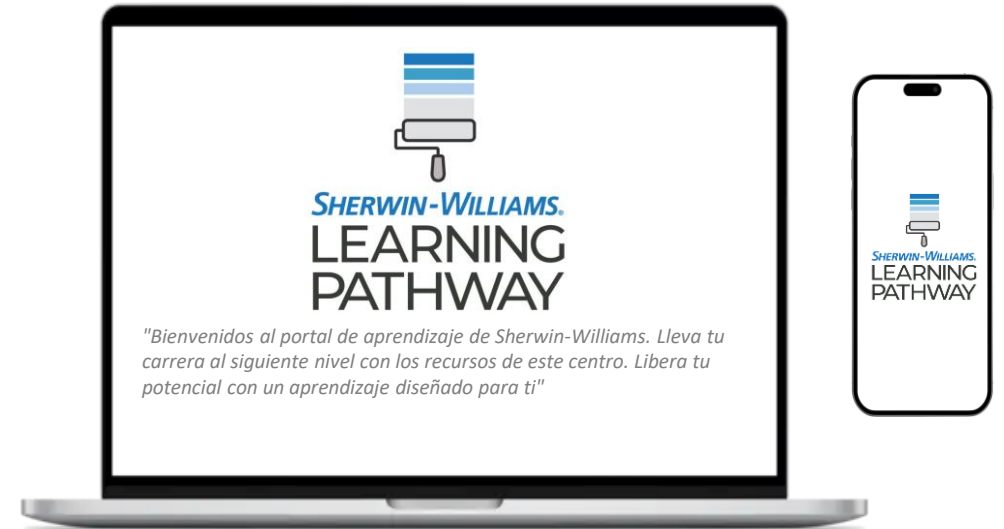 SHERWIN-WILLIAMS.
LEARNING
PATHWAY
"Bienvenidos al portal de aprendizaje de Sherwin-Williams. Lleva tu
carrera al siguiente nivel con los recursos de este centro. Libera tu
potencial con un aprendizaje diseñado para ti"
SHERWIN-WILLIAMS.
LEARNING
PATHWAY